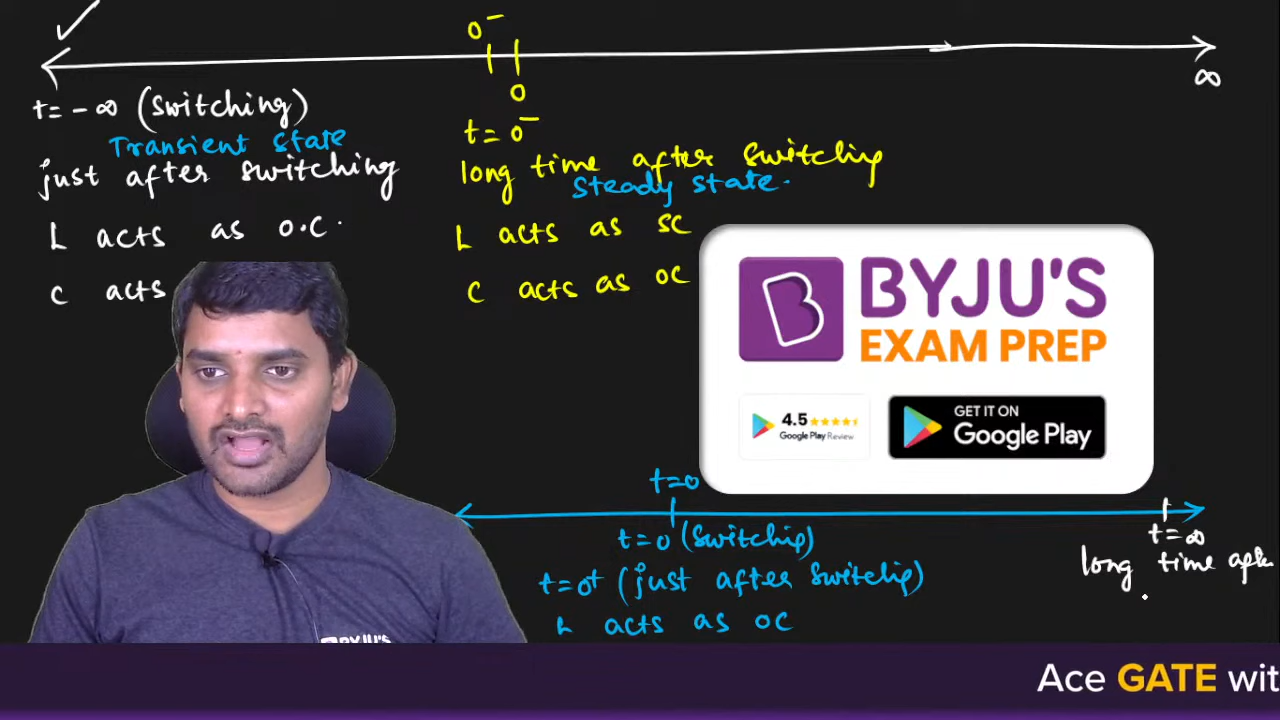 0⁻
0
∞
t = - ∞ (switching)
Transient state
just after switching
L acts as O.C.
C acts
t = 0⁻
long time after switching
Steady state.
L acts as SC
C acts as OC
BYJU'S
EXAM PREP
4.5
Google Play Review
GET IT ON
Google Play
t=0
t=0 (switching)
t=0+ (just after switching)
L acts as OC
t=∞
long time after
BYJU'S
Ace GATE wit